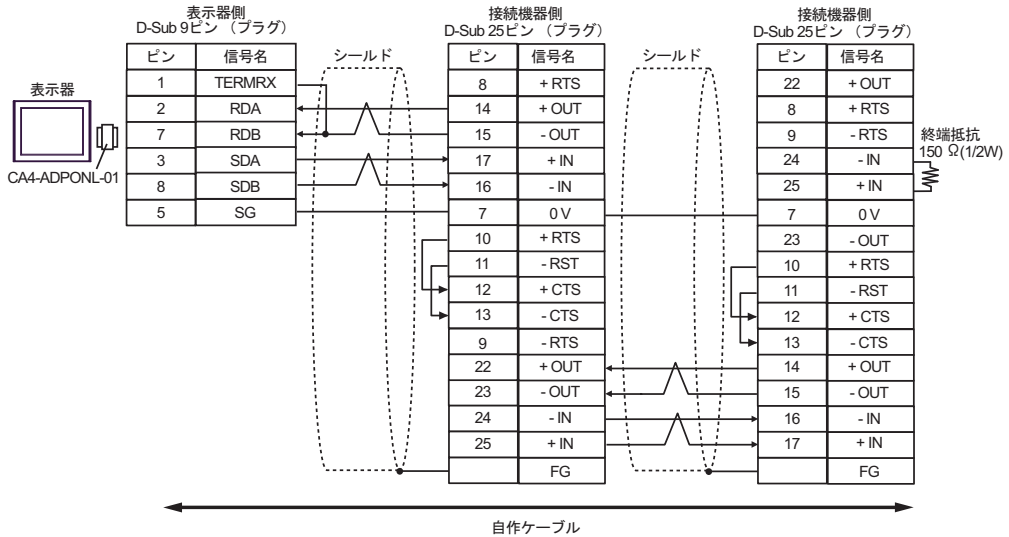 表示器側
D-Sub 9ピン （プラグ）
ピン 信号名
1 TERMRX
2 RDA
7 RDB
3 SDA
8 SDB
5 SG
表示器
CA4-ADPONL-01
シールド
接続機器側
D-Sub 25ピン （プラグ）
ピン 信号名
8 + RTS
14 + OUT
15 - OUT
17 + IN
16 - IN
7 0 V
10 + RTS
11 - RST
12 + CTS
13 - CTS
9 - RTS
22 + OUT
23 - OUT
24 - IN
25 + IN
FG
シールド
接続機器側
D-Sub 25ピン （プラグ）
ピン 信号名
22 + OUT
8 + RTS
9 - RTS
24 - IN
25 + IN
7 0 V
23 - OUT
10 + RTS
11 - RST
12 + CTS
13 - CTS
14 + OUT
15 - OUT
16 - IN
17 + IN
FG
終端抵抗
150 Ω(1/2W)
自作ケーブル